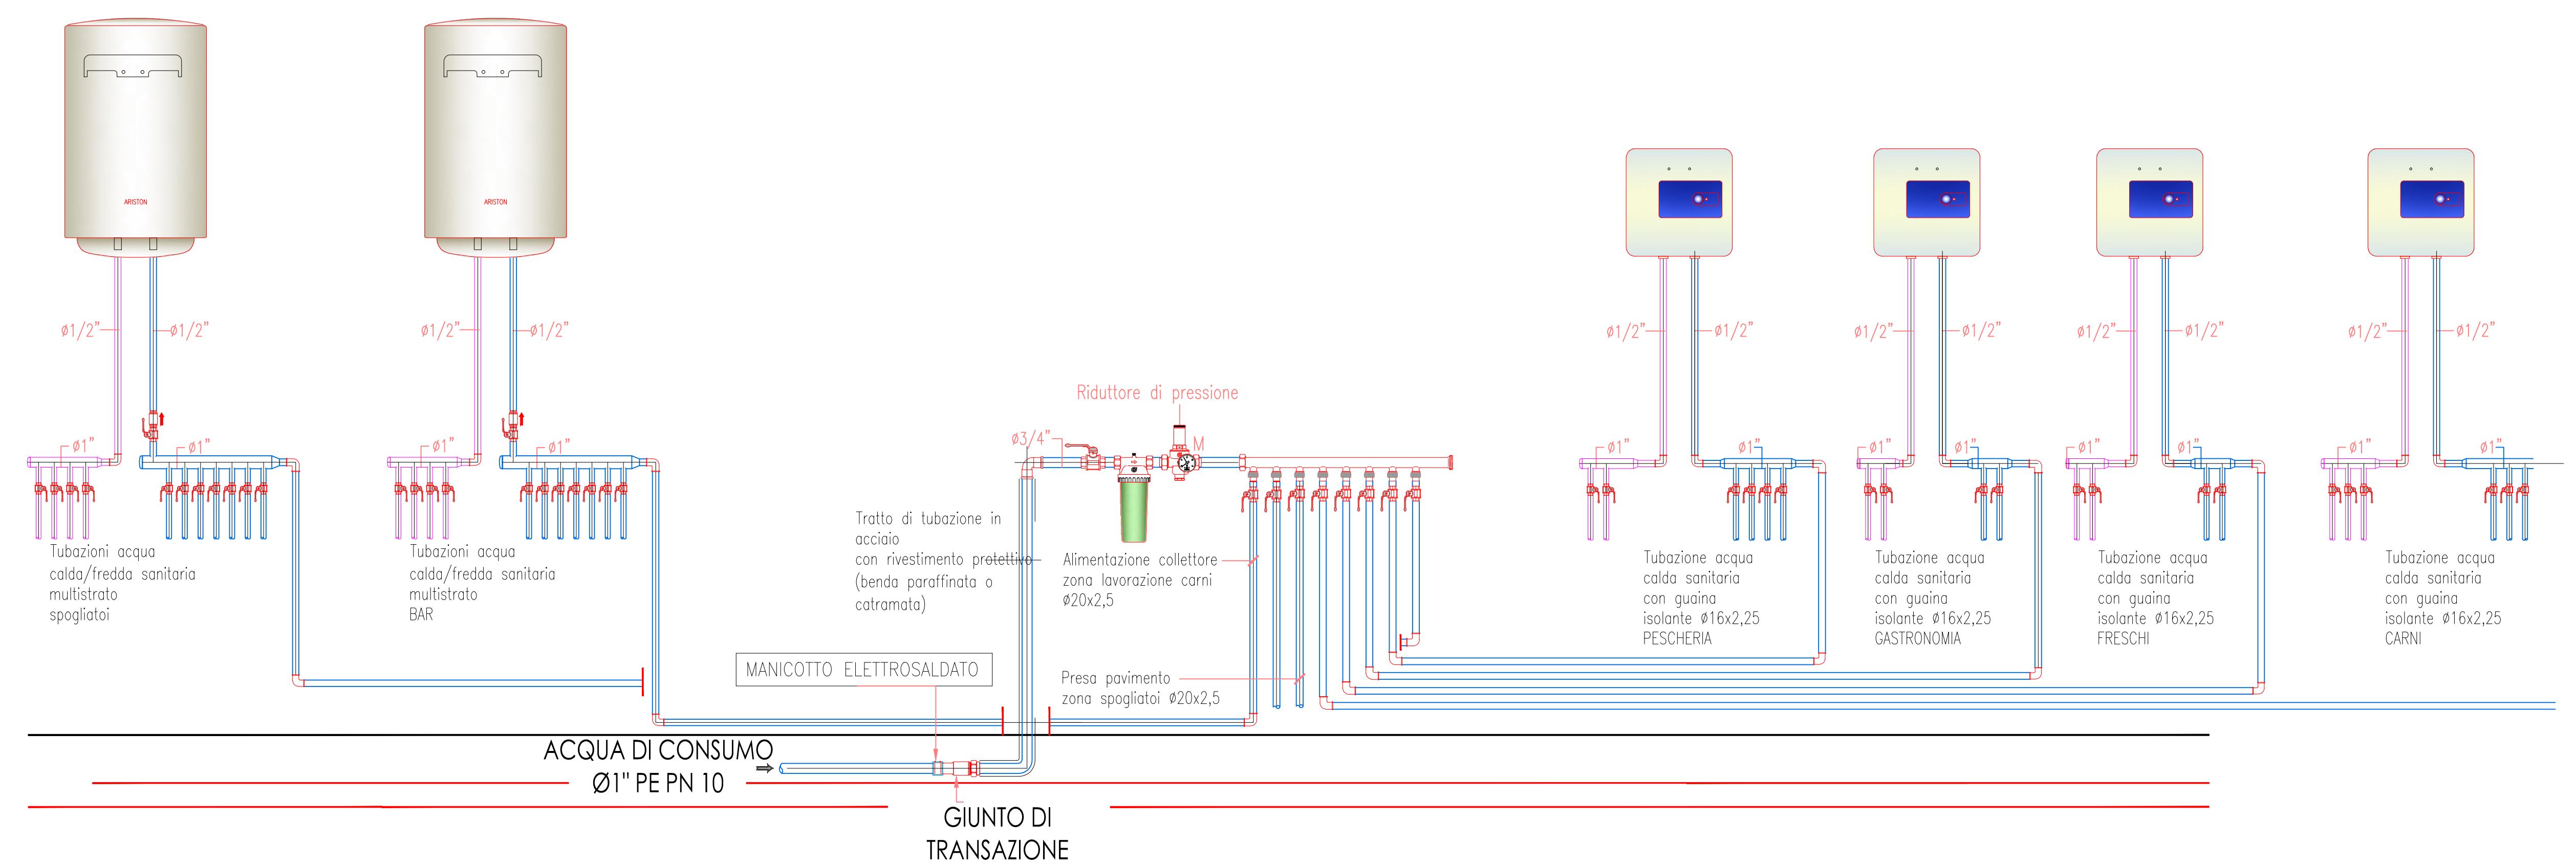 ARISTON
ARISTON
ø1/2"
ø1/2"
ø1/2"
ø1/2"
ø1/2"
ø1/2"
ø1/2"
ø1/2"
ø1/2"
ø1/2"
ø1/2"
ø1/2"
Riduttore di pressione
ø3/4"
M
ø1"
ø1"
ø1"
ø1"
ø1"
ø1"
ø1"
ø1"
ø1"
ø1"
ø1"
ø1"
Tubazioni acqua
calda/fredda sanitaria
multistrato
spogliatoi
Tubazioni acqua
calda/fredda sanitaria
multistrato
BAR
Tratto di tubazione in
acciaio
con rivestimento protettivo
(benda paraffinata o
catramata)
Alimentazione collettore
zona lavorazione carni
ø20x2,5
Tubazione acqua
calda sanitaria
con guaina
isolante ø16x2,25
PESCHERIA
Tubazione acqua
calda sanitaria
con guaina
isolante ø16x2,25
GASTRONOMIA
Tubazione acqua
calda sanitaria
con guaina
isolante ø16x2,25
FRESCHI
Tubazione acqua
calda sanitaria
con guaina
isolante ø16x2,25
CARNI
MANICOTTO ELETTROSALDATO
Presa pavimento
zona spogliatoi ø20x2,5
ACQUA DI CONSUMO
Ø1" PE PN 10
GIUNTO DI
TRANSAZIONE